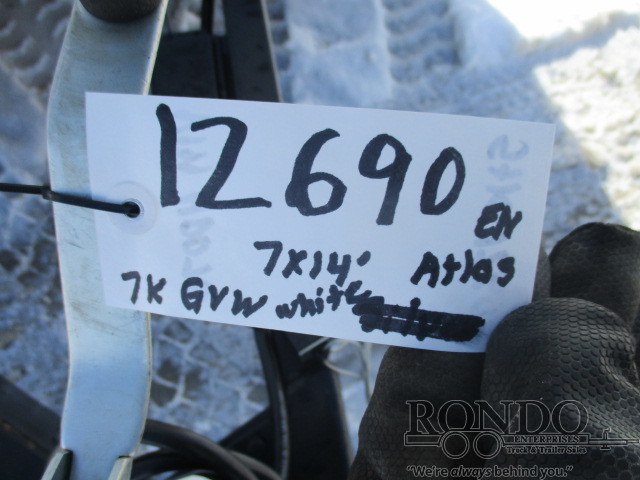 12690
EN
7x14' Atlas
7K GVW white
RONDO
ENTERPRISES
Truck & Trailer Sales
"We're always behind you."